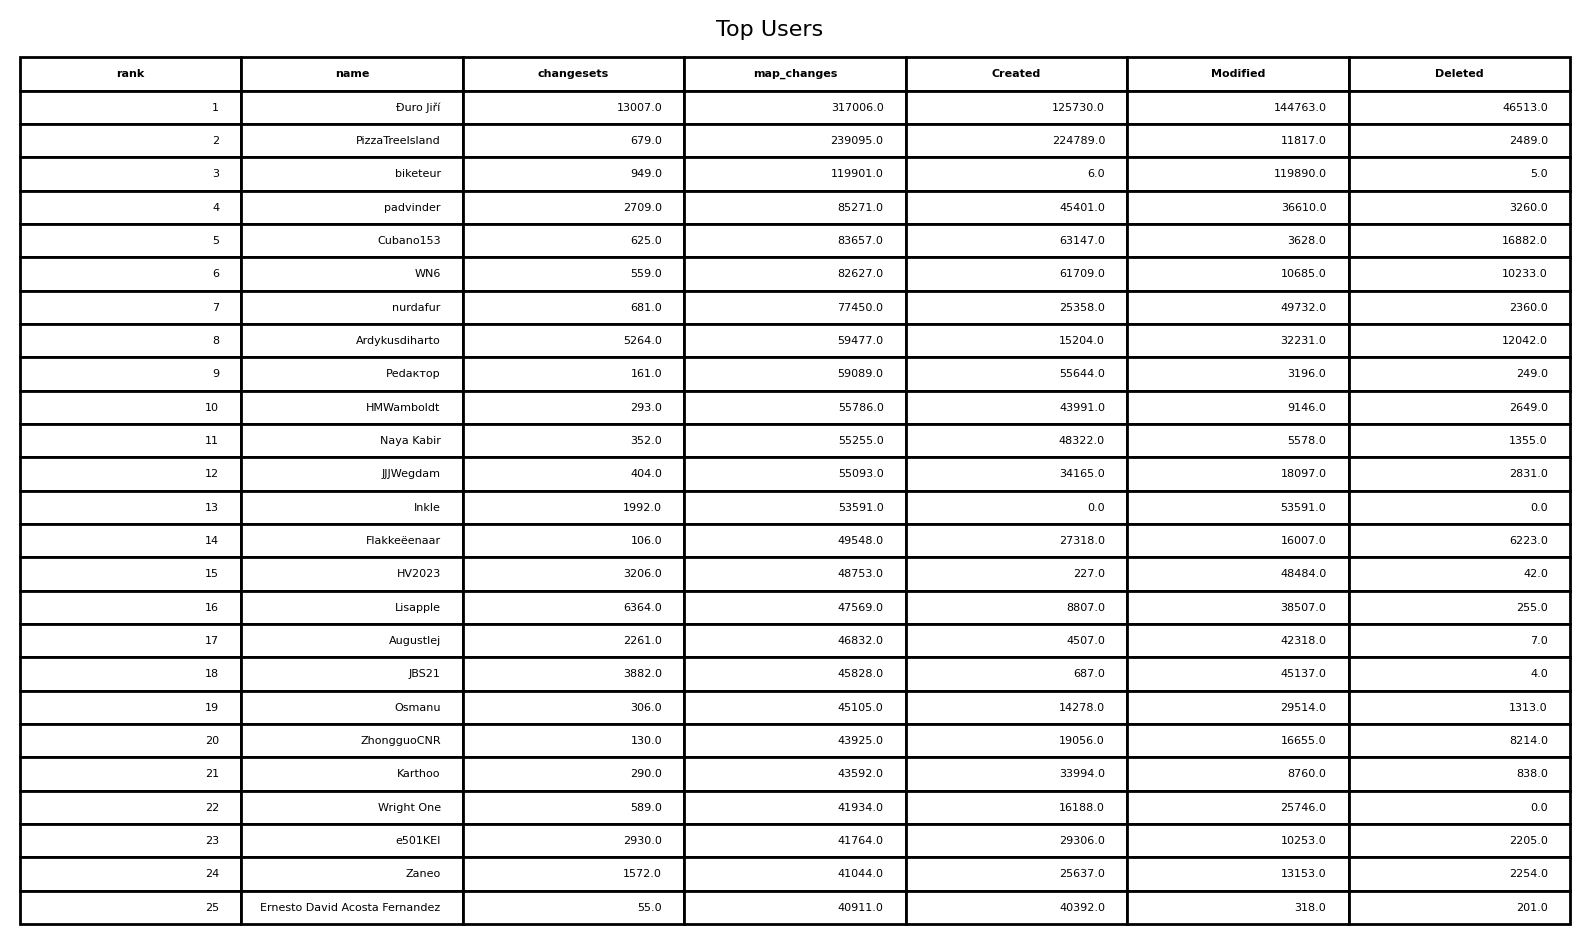 Top Users
rank name changesets map_changes Created Modified Deleted
1 Đuro Jiří 13007.0 317006.0 125730.0 144763.0 46513.0
2 PizzaTreeIsland 679.0 239095.0 224789.0 11817.0 2489.0
3 biketeur 949.0 119901.0 6.0 119890.0 5.0
4 padvinder 2709.0 85271.0 45401.0 36610.0 3260.0
5 Cubano153 625.0 83657.0 63147.0 3628.0 16882.0
6 WN6 559.0 82627.0 61709.0 10685.0 10233.0
7 nurdafur 681.0 77450.0 25358.0 49732.0 2360.0
8 Ardykusdiharto 5264.0 59477.0 15204.0 32231.0 12042.0
9 Редактор 161.0 59089.0 55644.0 3196.0 249.0
10 HMWamboldt 293.0 55786.0 43991.0 9146.0 2649.0
11 Naya Kabir 352.0 55255.0 48322.0 5578.0 1355.0
12 JJJWegdam 404.0 55093.0 34165.0 18097.0 2831.0
13 Inkle 1992.0 53591.0 0.0 53591.0 0.0
14 Flakkeëenaar 106.0 49548.0 27318.0 16007.0 6223.0
15 HV2023 3206.0 48753.0 227.0 48484.0 42.0
16 Lisapple 6364.0 47569.0 8807.0 38507.0 255.0
17 AugustIej 2261.0 46832.0 4507.0 42318.0 7.0
18 JBS21 3882.0 45828.0 687.0 45137.0 4.0
19 Osmanu 306.0 45105.0 14278.0 29514.0 1313.0
20 ZhongguoCNR 130.0 43925.0 19056.0 16655.0 8214.0
21 Karthoo 290.0 43592.0 33994.0 8760.0 838.0
22 Wright One 589.0 41934.0 16188.0 25746.0 0.0
23 e501KEI 2930.0 41764.0 29306.0 10253.0 2205.0
24 Zaneo 1572.0 41044.0 25637.0 13153.0 2254.0
25 Ernesto David Acosta Fernandez 55.0 40911.0 40392.0 318.0 201.0